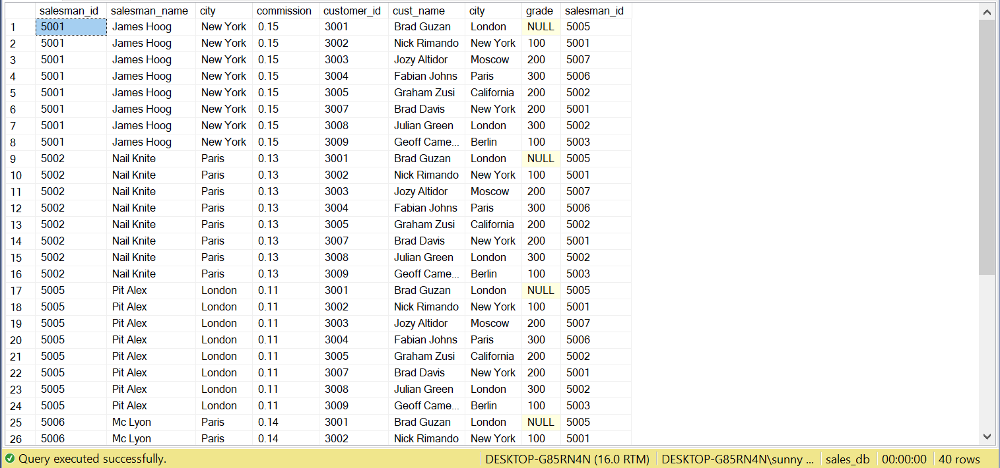 salesman_id salesman_name city commission customer_id cust_name city grade salesman_id
1 5001 James Hoog New York 0.15 3001 Brad Guzan London NULL 5005
2 5001 James Hoog New York 0.15 3002 Nick Rimando New York 100 5001
3 5001 James Hoog New York 0.15 3003 Jozy Altidor Moscow 200 5007
4 5001 James Hoog New York 0.15 3004 Fabian Johns Paris 300 5006
5 5001 James Hoog New York 0.15 3005 Graham Zusi California 200 5002
6 5001 James Hoog New York 0.15 3007 Brad Davis New York 200 5001
7 5001 James Hoog New York 0.15 3008 Julian Green London 300 5002
8 5001 James Hoog New York 0.15 3009 Geoff Came... Berlin 100 5003
9 5002 Nail Knite Paris 0.13 3001 Brad Guzan London NULL 5005
10 5002 Nail Knite Paris 0.13 3002 Nick Rimando New York 100 5001
11 5002 Nail Knite Paris 0.13 3003 Jozy Altidor Moscow 200 5007
12 5002 Nail Knite Paris 0.13 3004 Fabian Johns Paris 300 5006
13 5002 Nail Knite Paris 0.13 3005 Graham Zusi California 200 5002
14 5002 Nail Knite Paris 0.13 3007 Brad Davis New York 200 5001
15 5002 Nail Knite Paris 0.13 3008 Julian Green London 300 5002
16 5002 Nail Knite Paris 0.13 3009 Geoff Came... Berlin 100 5003
17 5005 Pit Alex London 0.11 3001 Brad Guzan London NULL 5005
18 5005 Pit Alex London 0.11 3002 Nick Rimando New York 100 5001
19 5005 Pit Alex London 0.11 3003 Jozy Altidor Moscow 200 5007
20 5005 Pit Alex London 0.11 3004 Fabian Johns Paris 300 5006
21 5005 Pit Alex London 0.11 3005 Graham Zusi California 200 5002
22 5005 Pit Alex London 0.11 3007 Brad Davis New York 200 5001
23 5005 Pit Alex London 0.11 3008 Julian Green London 300 5002
24 5005 Pit Alex London 0.11 3009 Geoff Came... Berlin 100 5003
25 5006 Mc Lyon Paris 0.14 3001 Brad Guzan London NULL 5005
26 5006 Mc Lyon Paris 0.14 3002 Nick Rimando New York 100 5001
Query executed successfully. DESKTOP-G85RN4N (16.0 RTM) DESKTOP-G85RN4N\sunny ... sales_db 00:00:00 40 rows